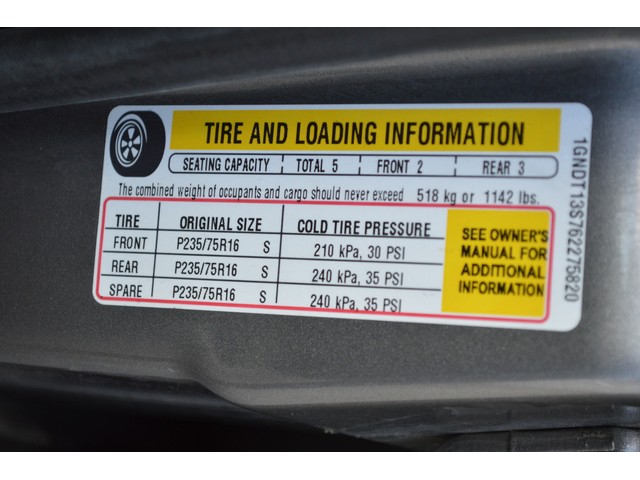 TIRE AND LOADING INFORMATION
SEATING CAPACITY TOTAL 5 FRONT 2 REAR 3
The combined weight of occupants and cargo should never exceed 518 kg or 1142 lbs.
TIRE ORIGINAL SIZE COLD TIRE PRESSURE
FRONT P235/75R16 S 210 kPa, 30 PSI
REAR P235/75R16 S 240 kPa, 35 PSI
SPARE P235/75R16 S 240 kPa, 35 PSI
SEE OWNER'S
MANUAL FOR
ADDITIONAL
INFORMATION
1GNDT13S762275820